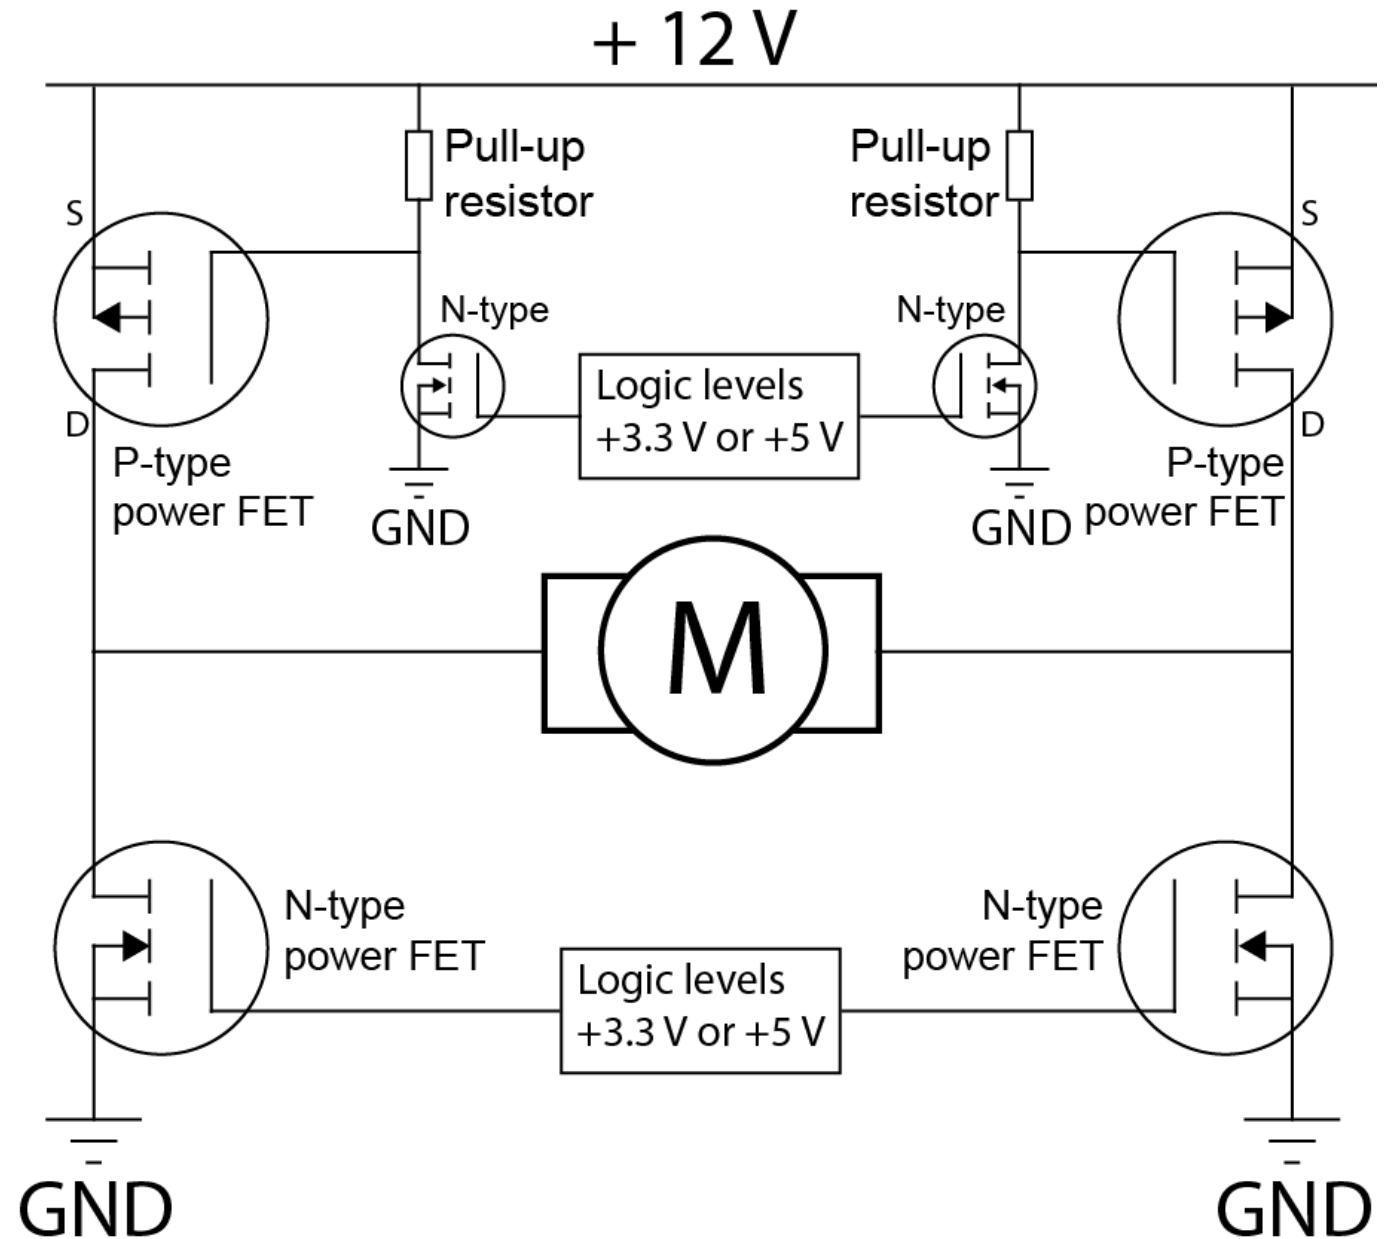 + 12 V
Pull-up
resistor
Pull-up
resistor
S
S
N-type
N-type
Logic levels
+3.3 V or +5 V
D
D
P-type
power FET
P-type
power FET
GND
GND
M
N-type
power FET
N-type
power FET
Logic levels
+3.3 V or +5 V
GND
GND